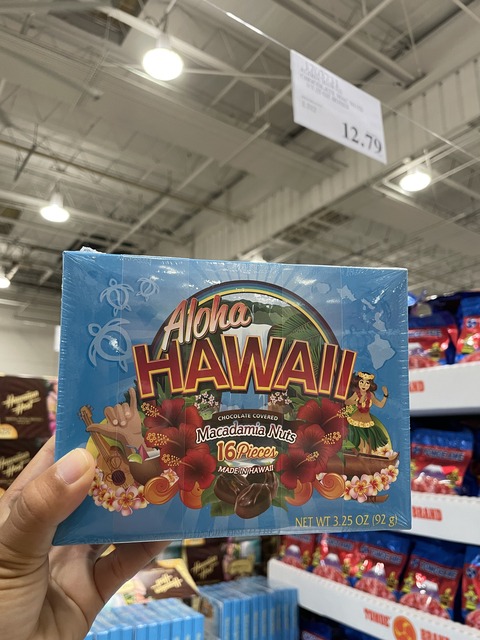 12.79
Aloha
HAWAII
CHOCOLATE COVERED
Macadamia Nuts
16 Pieces
MADE IN HAWAII
NET WT 3.25 OZ (92 g)
BRAND